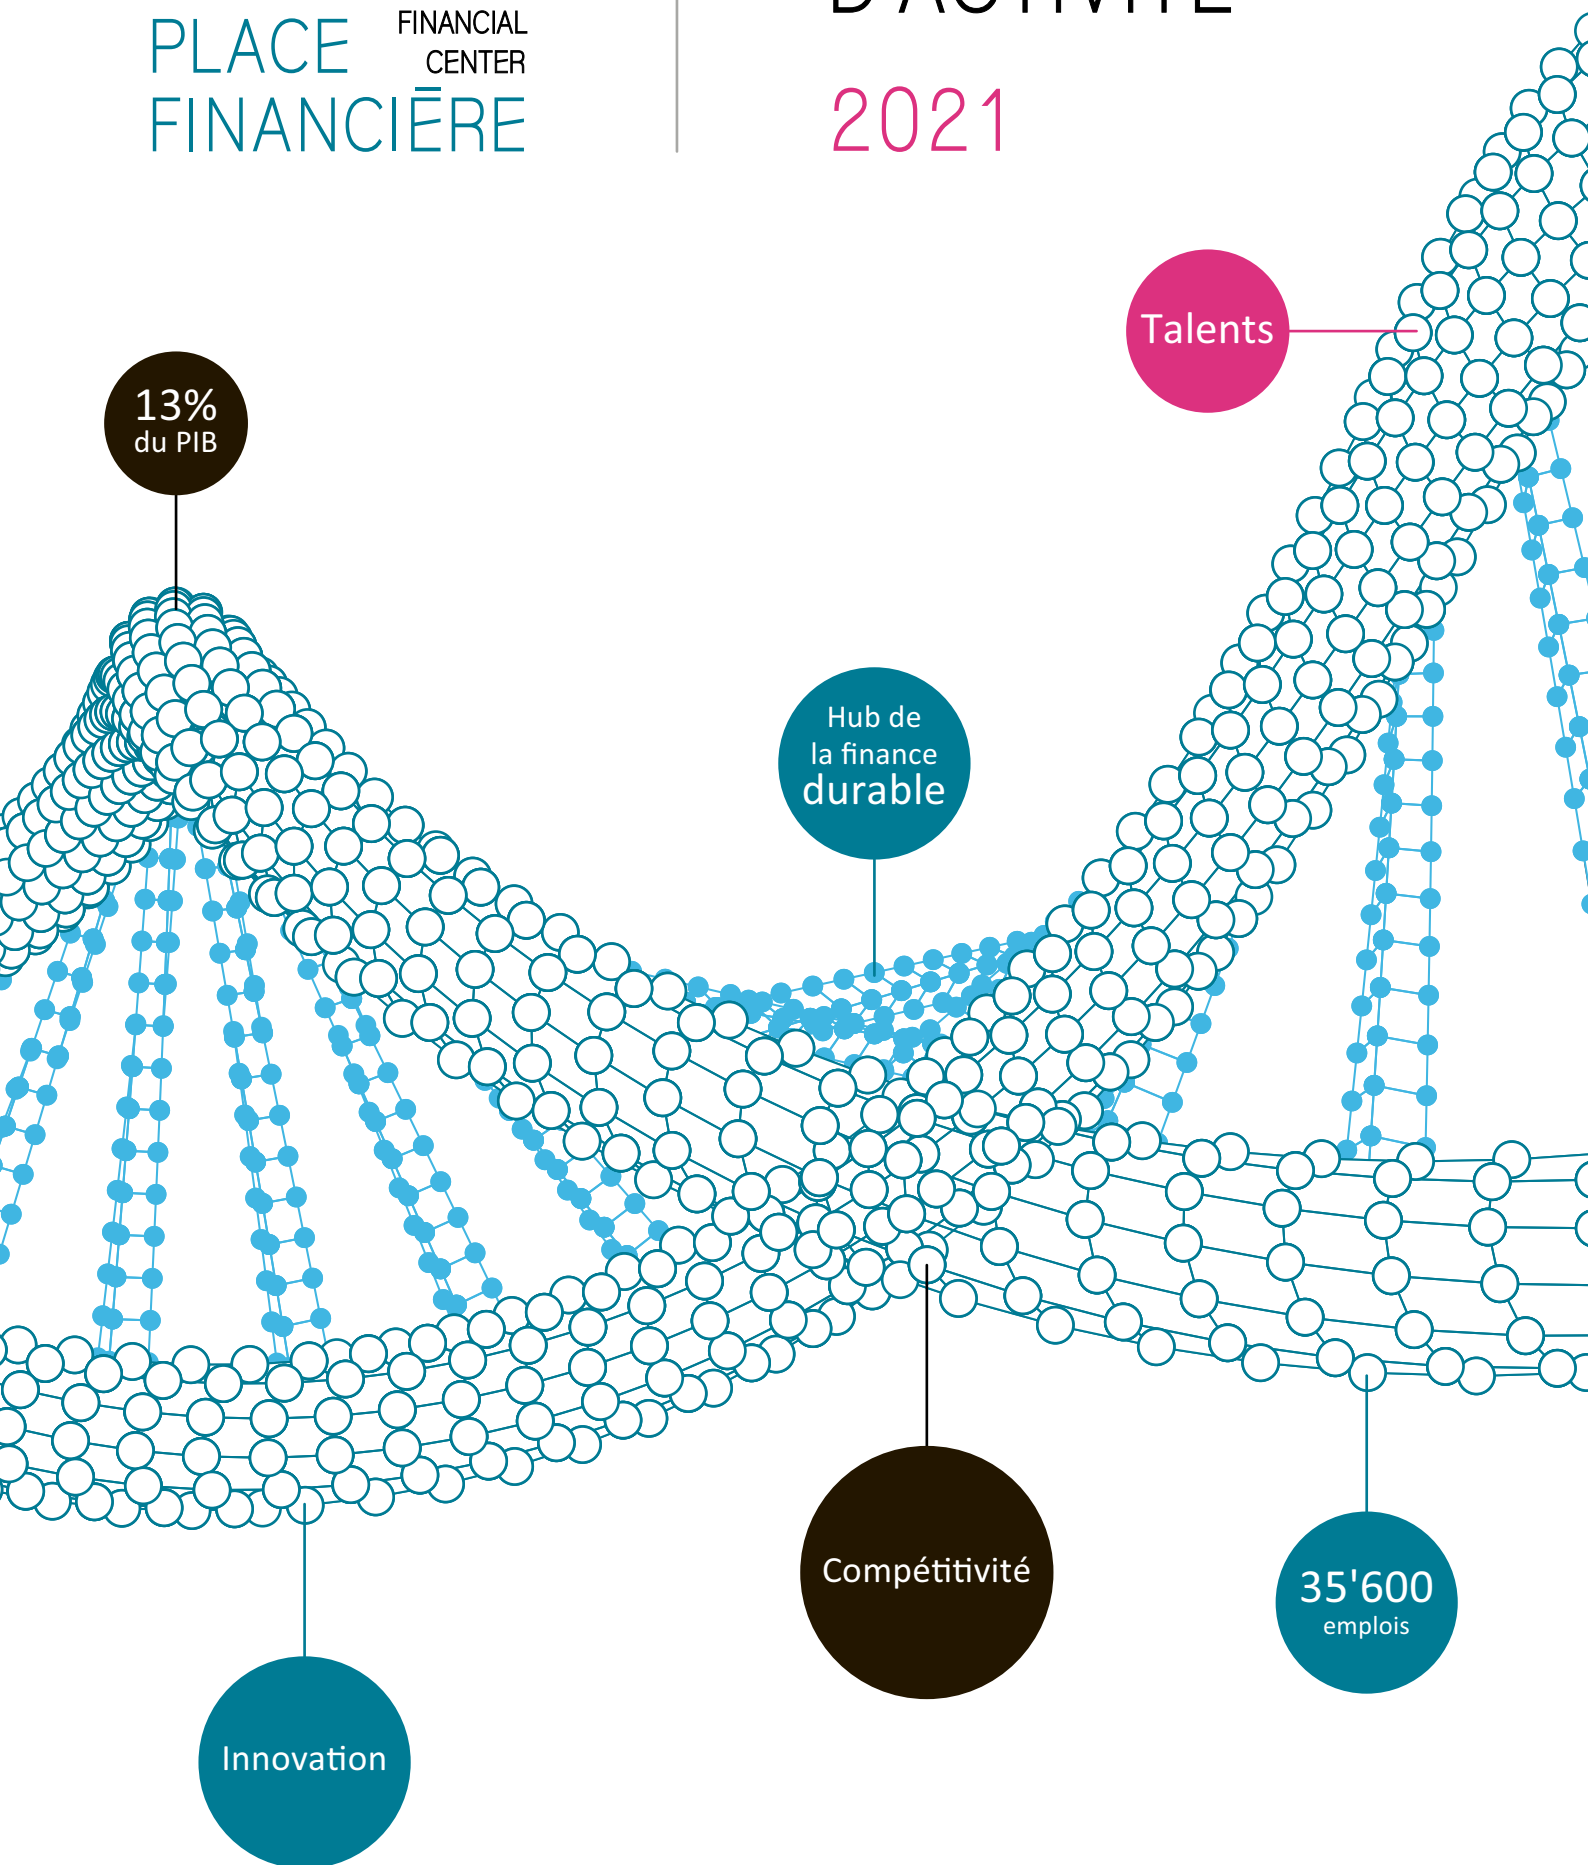 FINANCIAL
CENTER
PLACE
FINANCIĒRE
D'ACTIVITÉ
2021
Talents
13%
du PIB
Hub de
la finance
durable
Compétitivité
35'600
emplois
Innovation